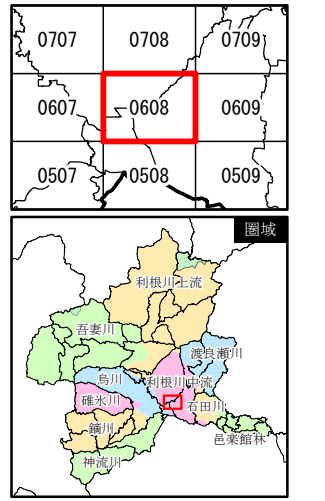 0707 0708 0709
0607 0608 0609
0507 0508 0509
圏域
利根川上流
吾妻川
渡良瀬川
烏川 利根川中流
碓氷川 石田川
鏑川 邑楽館林
神流川